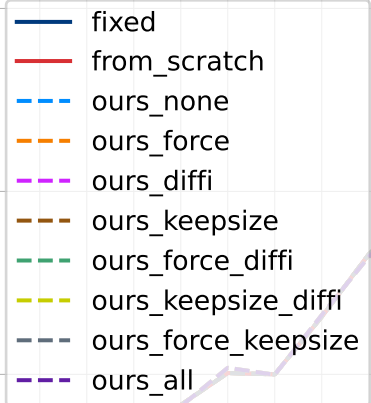 fixed
from_scratch
ours_none
ours_force
ours_diffi
ours_keepsize
ours_force_diffi
ours_keepsize_diffi
ours_force_keepsize
ours_all